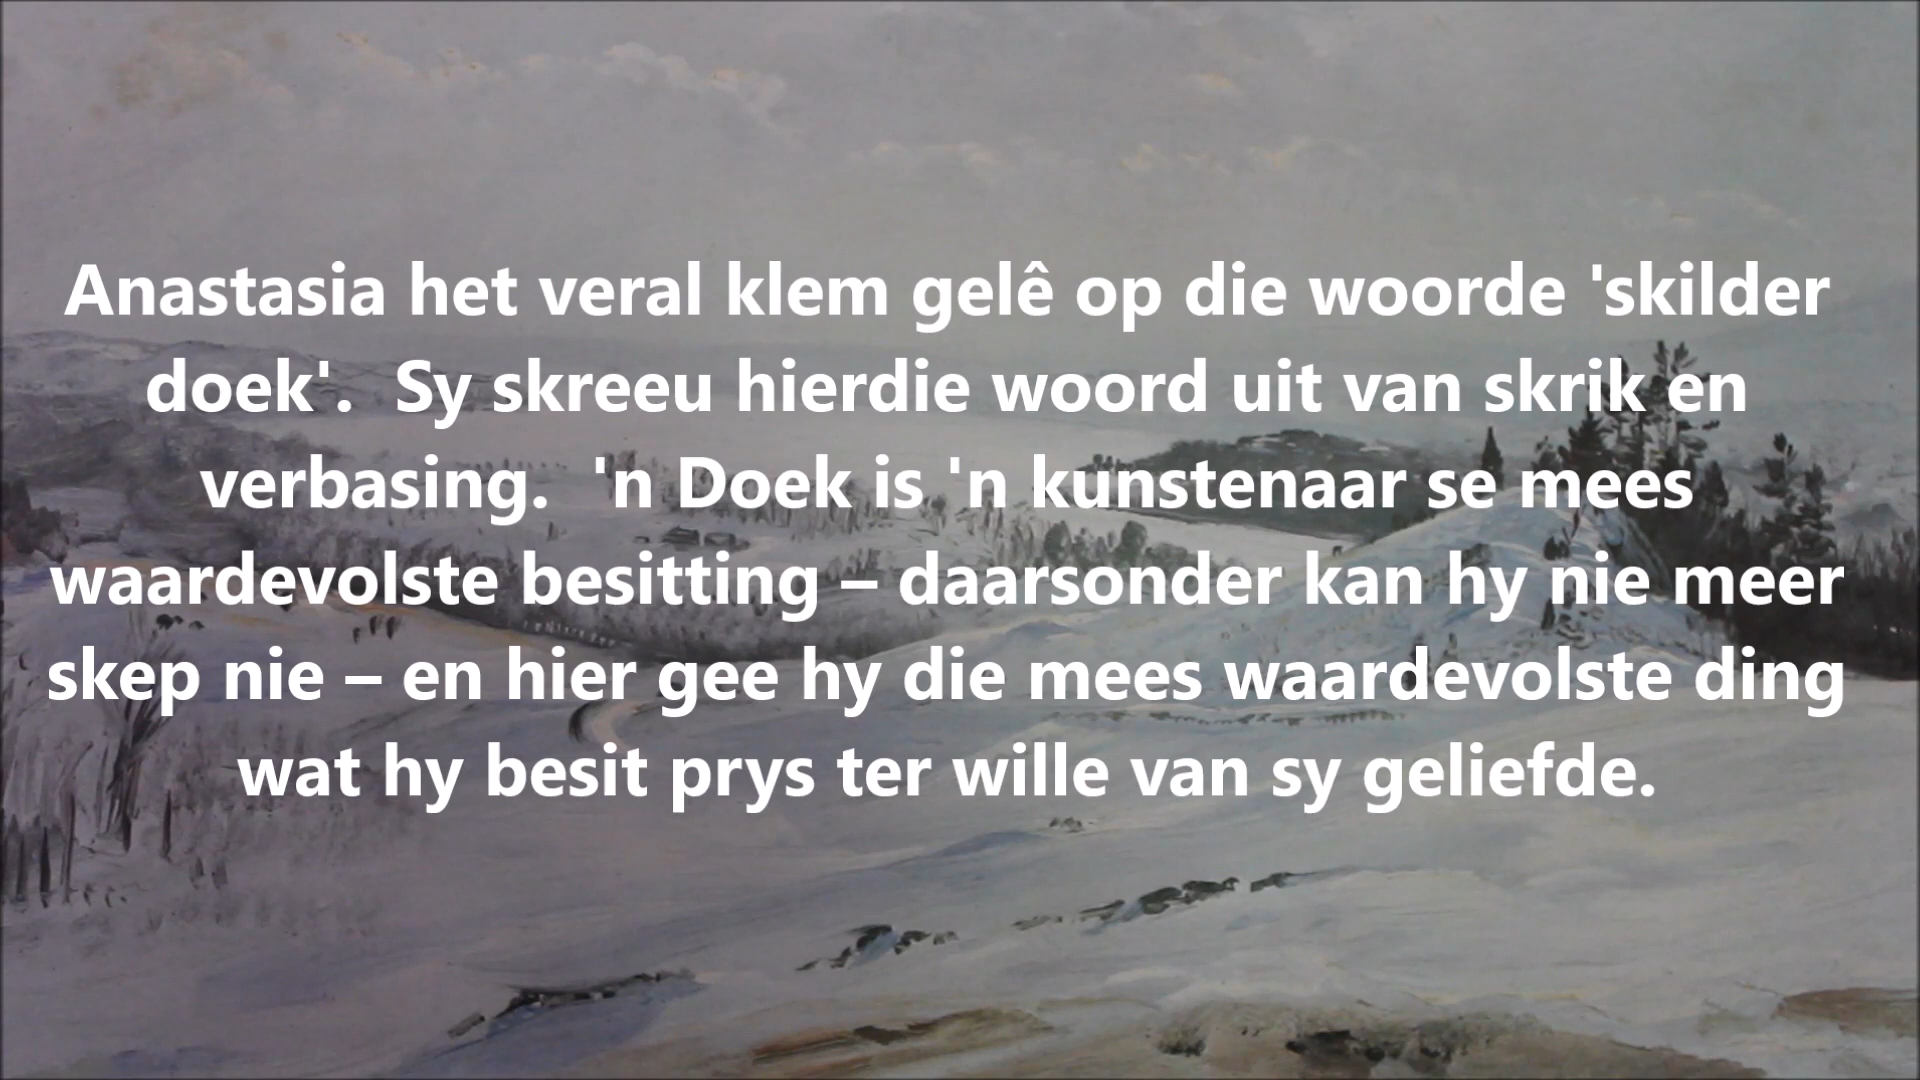 Anastasia het veral klem gelê op die woorde 'skilder
doek'.  Sy skreeu hierdie woord uit van skrik en
verbasing.  'n Doek is 'n kunstenaar se mees
waardevolste besitting – daarsonder kan hy nie meer
skep nie – en hier gee hy die mees waardevolste ding
wat hy besit prys ter wille van sy geliefde.